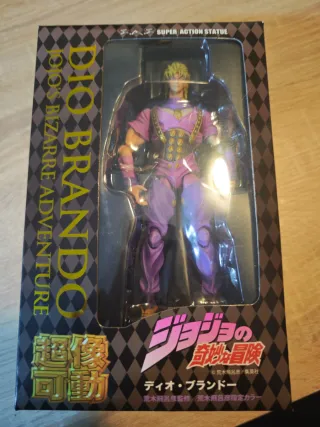 SUPER ACTION STATUE
DIO BRANDO
JOJO'S BIZARRE ADVENTURE
超像
可動
ジョジョの
奇妙な冒険
ディオ・ブランドー